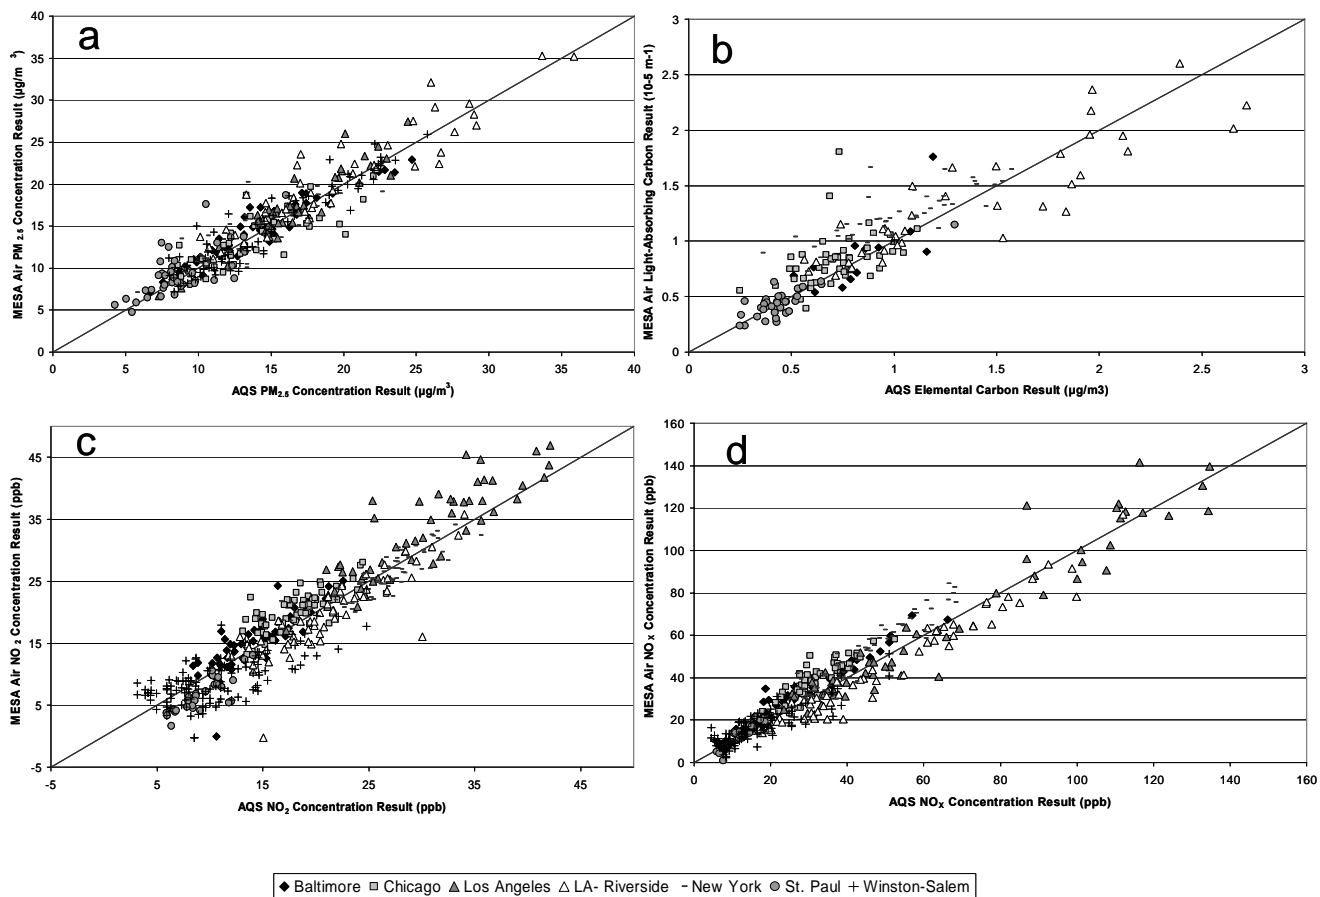 a
40
35
30
25
20
15
10
5
0
0 5 10 15 20 25 30 35 40
MESA Air PM 2.5 Concentration Result (µg/m 3)
AQS PM2.5 Concentration Result (µg/m3)
b
3
2.5
2
1.5
1
0.5
0
0 0.5 1 1.5 2 2.5 3
MESA Air Light-Absorbing Carbon Result (10-5 m-1)
AQS Elemental Carbon Result (µg/m3)
c
45
35
25
15
5
-5
-5 5 15 25 35 45
MESA Air NO 2 Concentration Result (ppb)
AQS NO2 Concentration Result (ppb)
d
160
140
120
100
80
60
40
20
0
0 20 40 60 80 100 120 140 160
MESA Air NO x Concentration Result (ppb)
AQS NOX Concentration Result (ppb)
Baltimore Chicago Los Angeles LA- Riverside New York St. Paul Winston-Salem